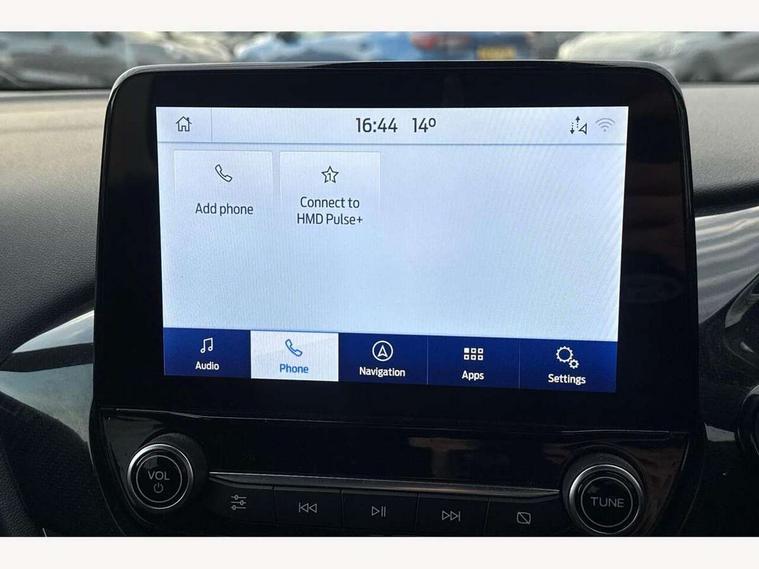 16:44 14°
Add phone
Connect to
HMD Pulse+
Audio
Phone
Navigation
Apps
Settings
VOL
TUNE